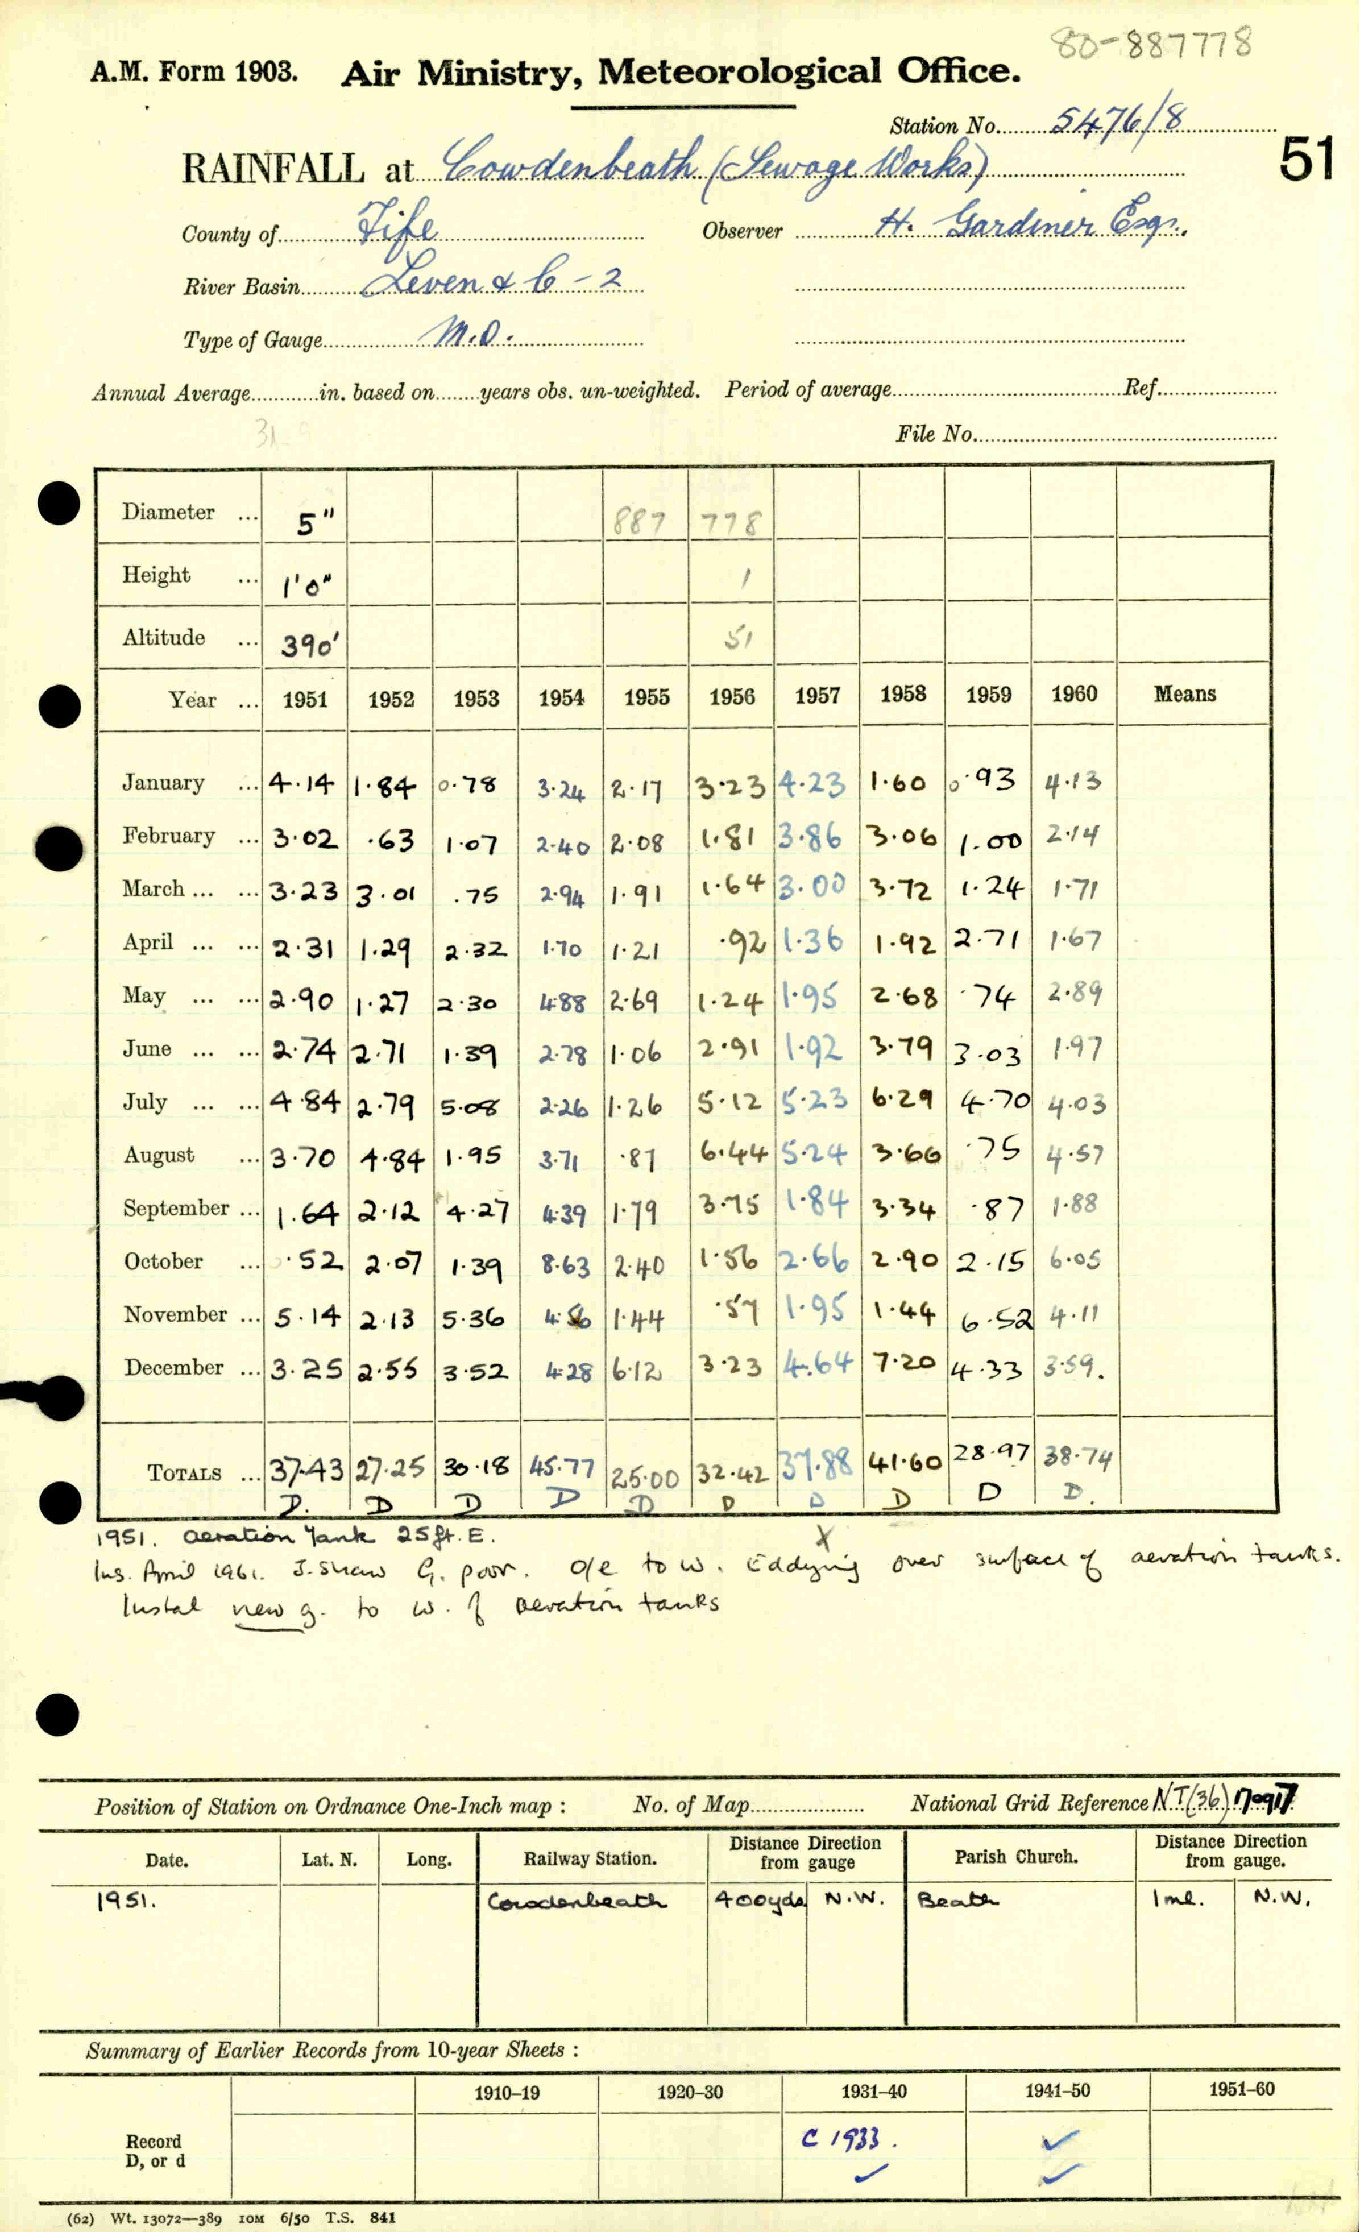 80-887778
A.M. Form 1903. Air Ministry, Meteorological Office.
Station No. 5476/8
51
RAINFALL at Cowdenbeath (Sewage Works)
County of Fife Observer H. Gardiner Esq.
River Basin Leven & C - 2
Type of Gauge M.O.
Annual Average in. based on years obs. un-weighted. Period of average Ref.
File No.
Diameter ... 5" 887 778
Height ... 1'0" 1
Altitude ... 390' 51
Year ... 1951 1952 1953 1954 1955 1956 1957 1958 1959 1960 Means
January ... 4.14 1.84 0.78 3.24 2.17 3.23 4.23 1.60 0.93 4.13
February ... 3.02 .63 1.07 2.40 2.08 1.81 3.86 3.06 1.00 2.14
March ... ... 3.23 3.01 .75 2.94 1.91 1.64 3.00 3.72 1.24 1.71
April ... ... 2.31 1.29 2.32 1.70 1.21 .92 1.36 1.92 2.71 1.67
May ... ... 2.90 1.27 2.30 4.88 2.69 1.24 1.95 2.68 .74 2.89
June ... ... 2.74 2.71 1.39 2.78 1.06 2.91 1.92 3.79 3.03 1.97
July ... ... 4.84 2.79 5.08 2.26 1.26 5.12 5.23 6.29 4.70 4.03
August ... 3.70 4.84 1.95 3.71 .87 6.44 5.24 3.66 .75 4.57
September ... 1.64 2.12 4.27 4.39 1.79 3.75 1.84 3.34 .87 1.88
October ... .52 2.07 1.39 8.63 2.40 1.56 2.66 2.90 2.15 6.05
November ... 5.14 2.13 5.36 4.56 1.44 .57 1.95 1.44 6.52 4.11
December ... 3.25 2.55 3.52 4.28 6.12 3.23 4.64 7.20 4.33 3.59.
TOTALS ... 37.43 27.25 30.18 45.77 25.00 32.42 37.88 41.60 28.97 38.74
D. D D D D D D D D D.
1951. Aeration Tank 25ft. E.
Ins. April 1961. J. Shaw G. poor. o/e to W. Eddying over surface of aeration tanks.
Instal new g. to W. of aeration tanks
Position of Station on Ordnance One-Inch map : No. of Map National Grid Reference NT(36) 170917
Date. Lat. N. Long. Railway Station. Distance Direction from gauge Parish Church. Distance Direction from gauge.
1951. Cowdenbeath 400yds N.W. Beath 1ml. N.W.
Summary of Earlier Records from 10-year Sheets :
1910-19 1920-30 1931-40 1941-50 1951-60
Record D, or d C 1933. ✓ ✓ ✓
(62) Wt. 13072—389 10M 6/50 T.S. 841